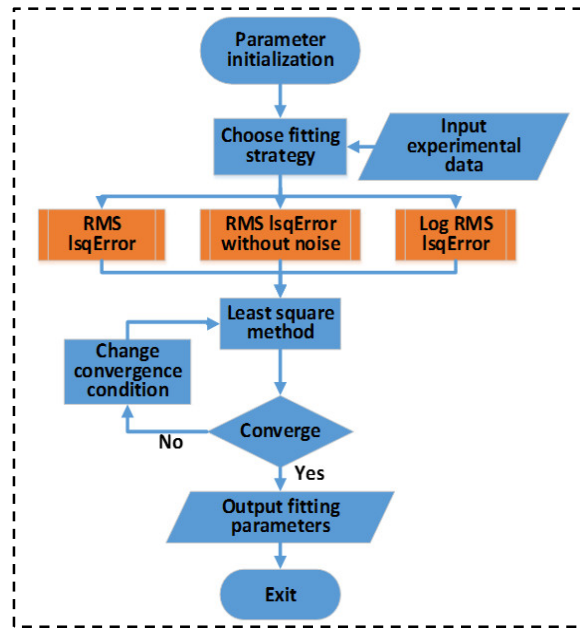 Parameter
initialization
Choose fitting
strategy
Input
experimental
data
RMS
lsqError
RMS lsqError
without noise
Log RMS
lsqError
Least square
method
Change
convergence
condition
Converge
No
Yes
Output fitting
parameters
Exit